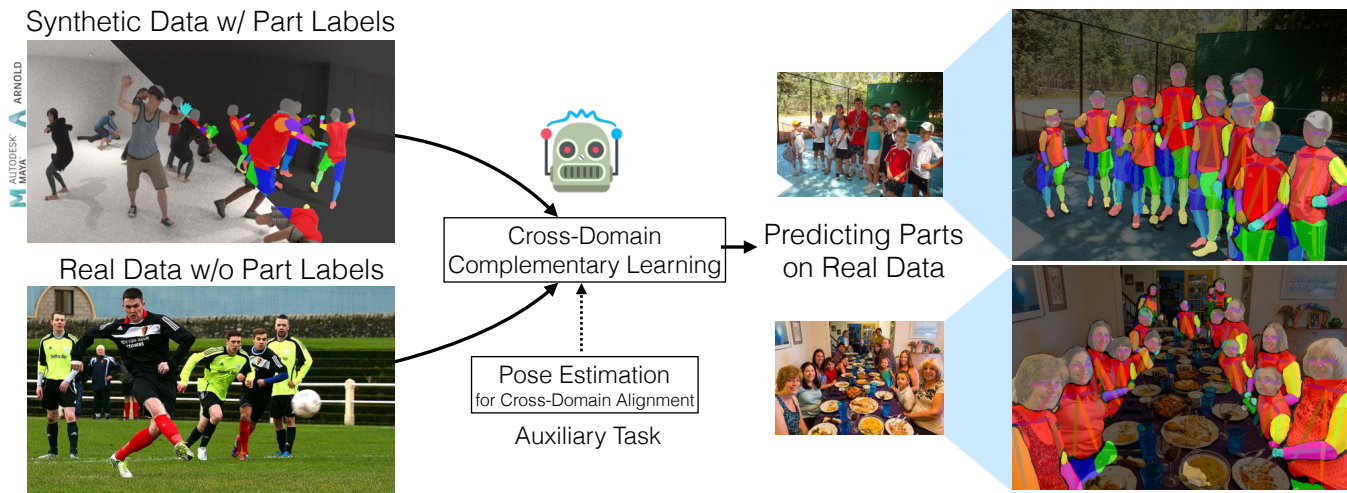 Synthetic Data w/ Part Labels
AUTODESK
MAYA
ARNOLD
Real Data w/o Part Labels
Cross-Domain
Complementary Learning
Pose Estimation
for Cross-Domain Alignment
Auxiliary Task
Predicting Parts
on Real Data